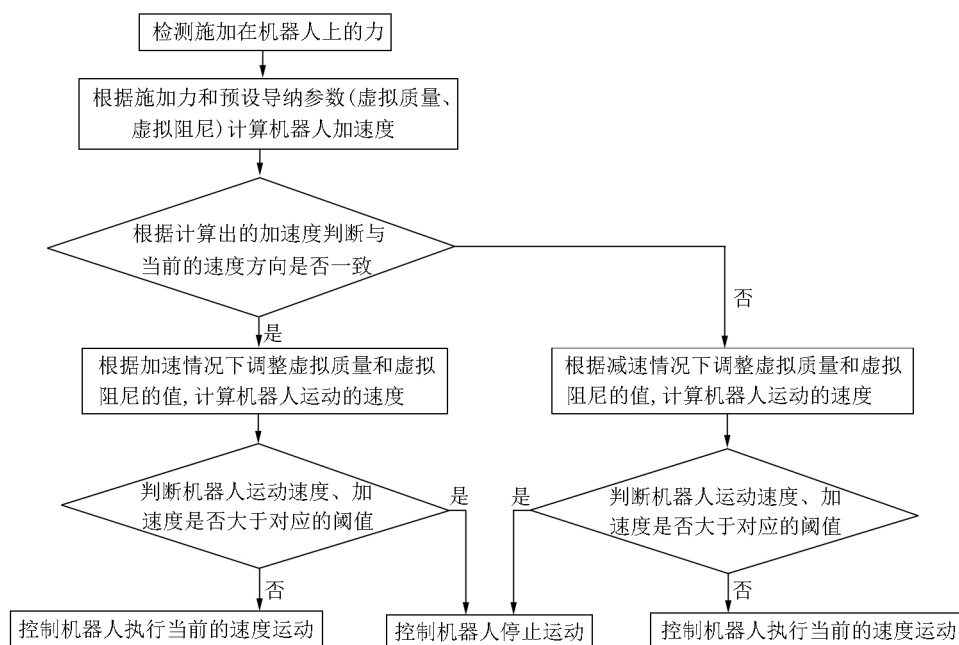 检测施加在机器人上的力
根据施加力和预设导纳参数(虚拟质量、
虚拟阻尼)计算机器人加速度
根据计算出的加速度判断与
当前的速度方向是否一致
否
是
根据加速情况下调整虚拟质量和虚拟
阻尼的值,计算机器人运动的速度
根据减速情况下调整虚拟质量和虚拟
阻尼的值,计算机器人运动的速度
判断机器人运动速度、加
速度是否大于对应的阈值
是
是
判断机器人运动速度、加
速度是否大于对应的阈值
否
否
控制机器人执行当前的速度运动
控制机器人停止运动
控制机器人执行当前的速度运动